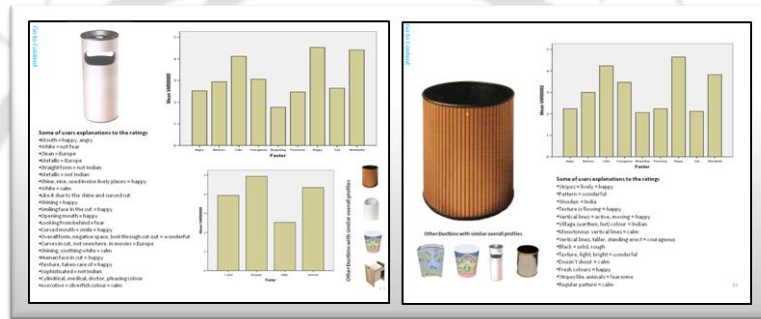 Go to Content
Some of users explanations to the ratings
•Mouth = happy, angry
•White = not fear
•Clean = Europe
•Metallic = Europe
•Straight form = not Indian
•Metallic = not Indian
•Shine, nice, used in nice lively places = happy
•White = calm
•Like it due to the shine and curved cut
•Shining = happy
•Smiling face in the cut = happy
•Opening mouth = happy
•Looking from behind = fear
•Curved mouth = smile = happy
•Overall form, negative space, look through cut out = wonderful
•Curves in cut, not seen here, in movies = Europe
•Shining, soothing white = calm
•Human face in cut = happy
•Texture, taken care of = happy
•Sophisticated = not Indian
•Cylindrical, medical, doctor, pleasing colour
•executive = silverfish colour = calm
Factor
Other Dustbins with similar overall profiles
Go to Content
Factor
Some of users explanations to the ratings
•Stripes = lively = happy
•Pattern = wonderful
•Wooden = India
•Texture is flowing = happy
•Vertical lines = active, moving = happy
•Village (earthen, hot) colour = Indian
•Monotonous vertical lines = calm
•Vertical lines, taller, standing erect = courageous
•Black = solid, rough
•Texture, light, bright = wonderful
•Doesn't shout = calm
•Fresh colours = happy
•Stripes like animals = fearsome
•Regular pattern = calm
Other Dustbins with similar overall profiles